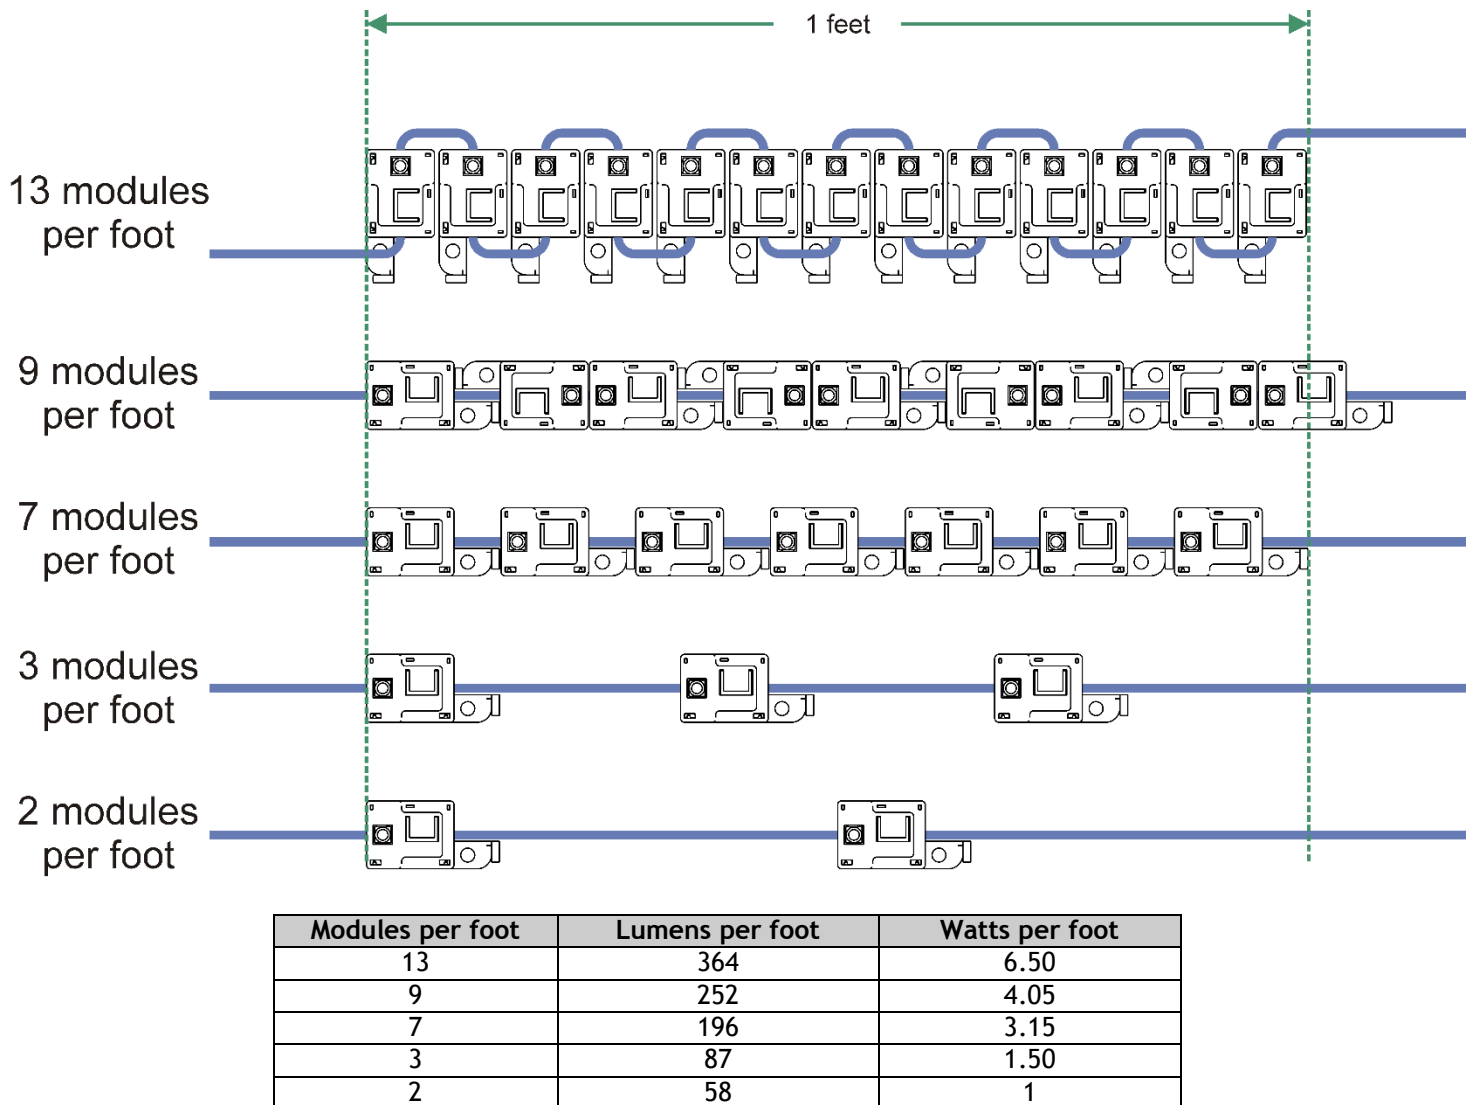 1 feet
13 modules
per foot
9 modules
per foot
7 modules
per foot
3 modules
per foot
2 modules
per foot
Modules per foot Lumens per foot Watts per foot
13 364 6.50
9 252 4.05
7 196 3.15
3 87 1.50
2 58 1